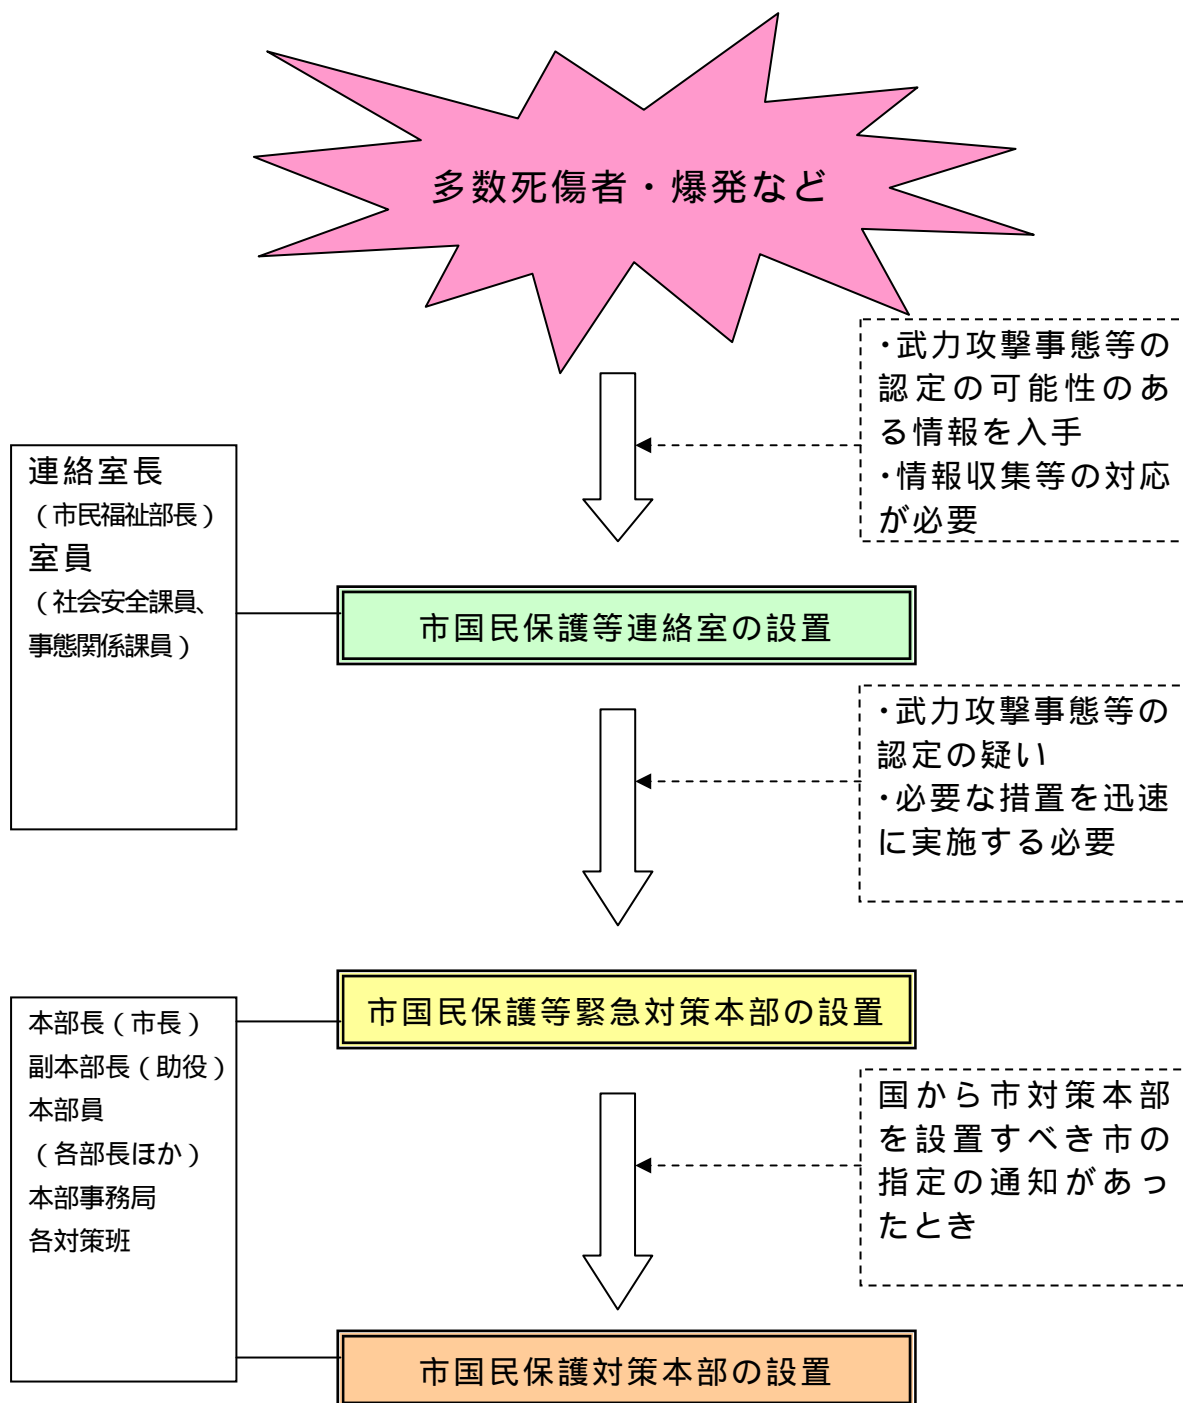 多数死傷者・爆発など
・武力攻撃事態等の
認定の可能性のあ
る情報を入手
・情報収集等の対応
が必要
連絡室長
（市民福祉部長）
室員
（社会安全課員、
事態関係課員）
市国民保護等連絡室の設置
・武力攻撃事態等の
認定の疑い
・必要な措置を迅速
に実施する必要
市国民保護等緊急対策本部の設置
本部長（市長）
副本部長（助役）
本部員
（各部長ほか）
本部事務局
各対策班
国から市対策本部
を設置すべき市の
指定の通知があっ
たとき
市国民保護対策本部の設置